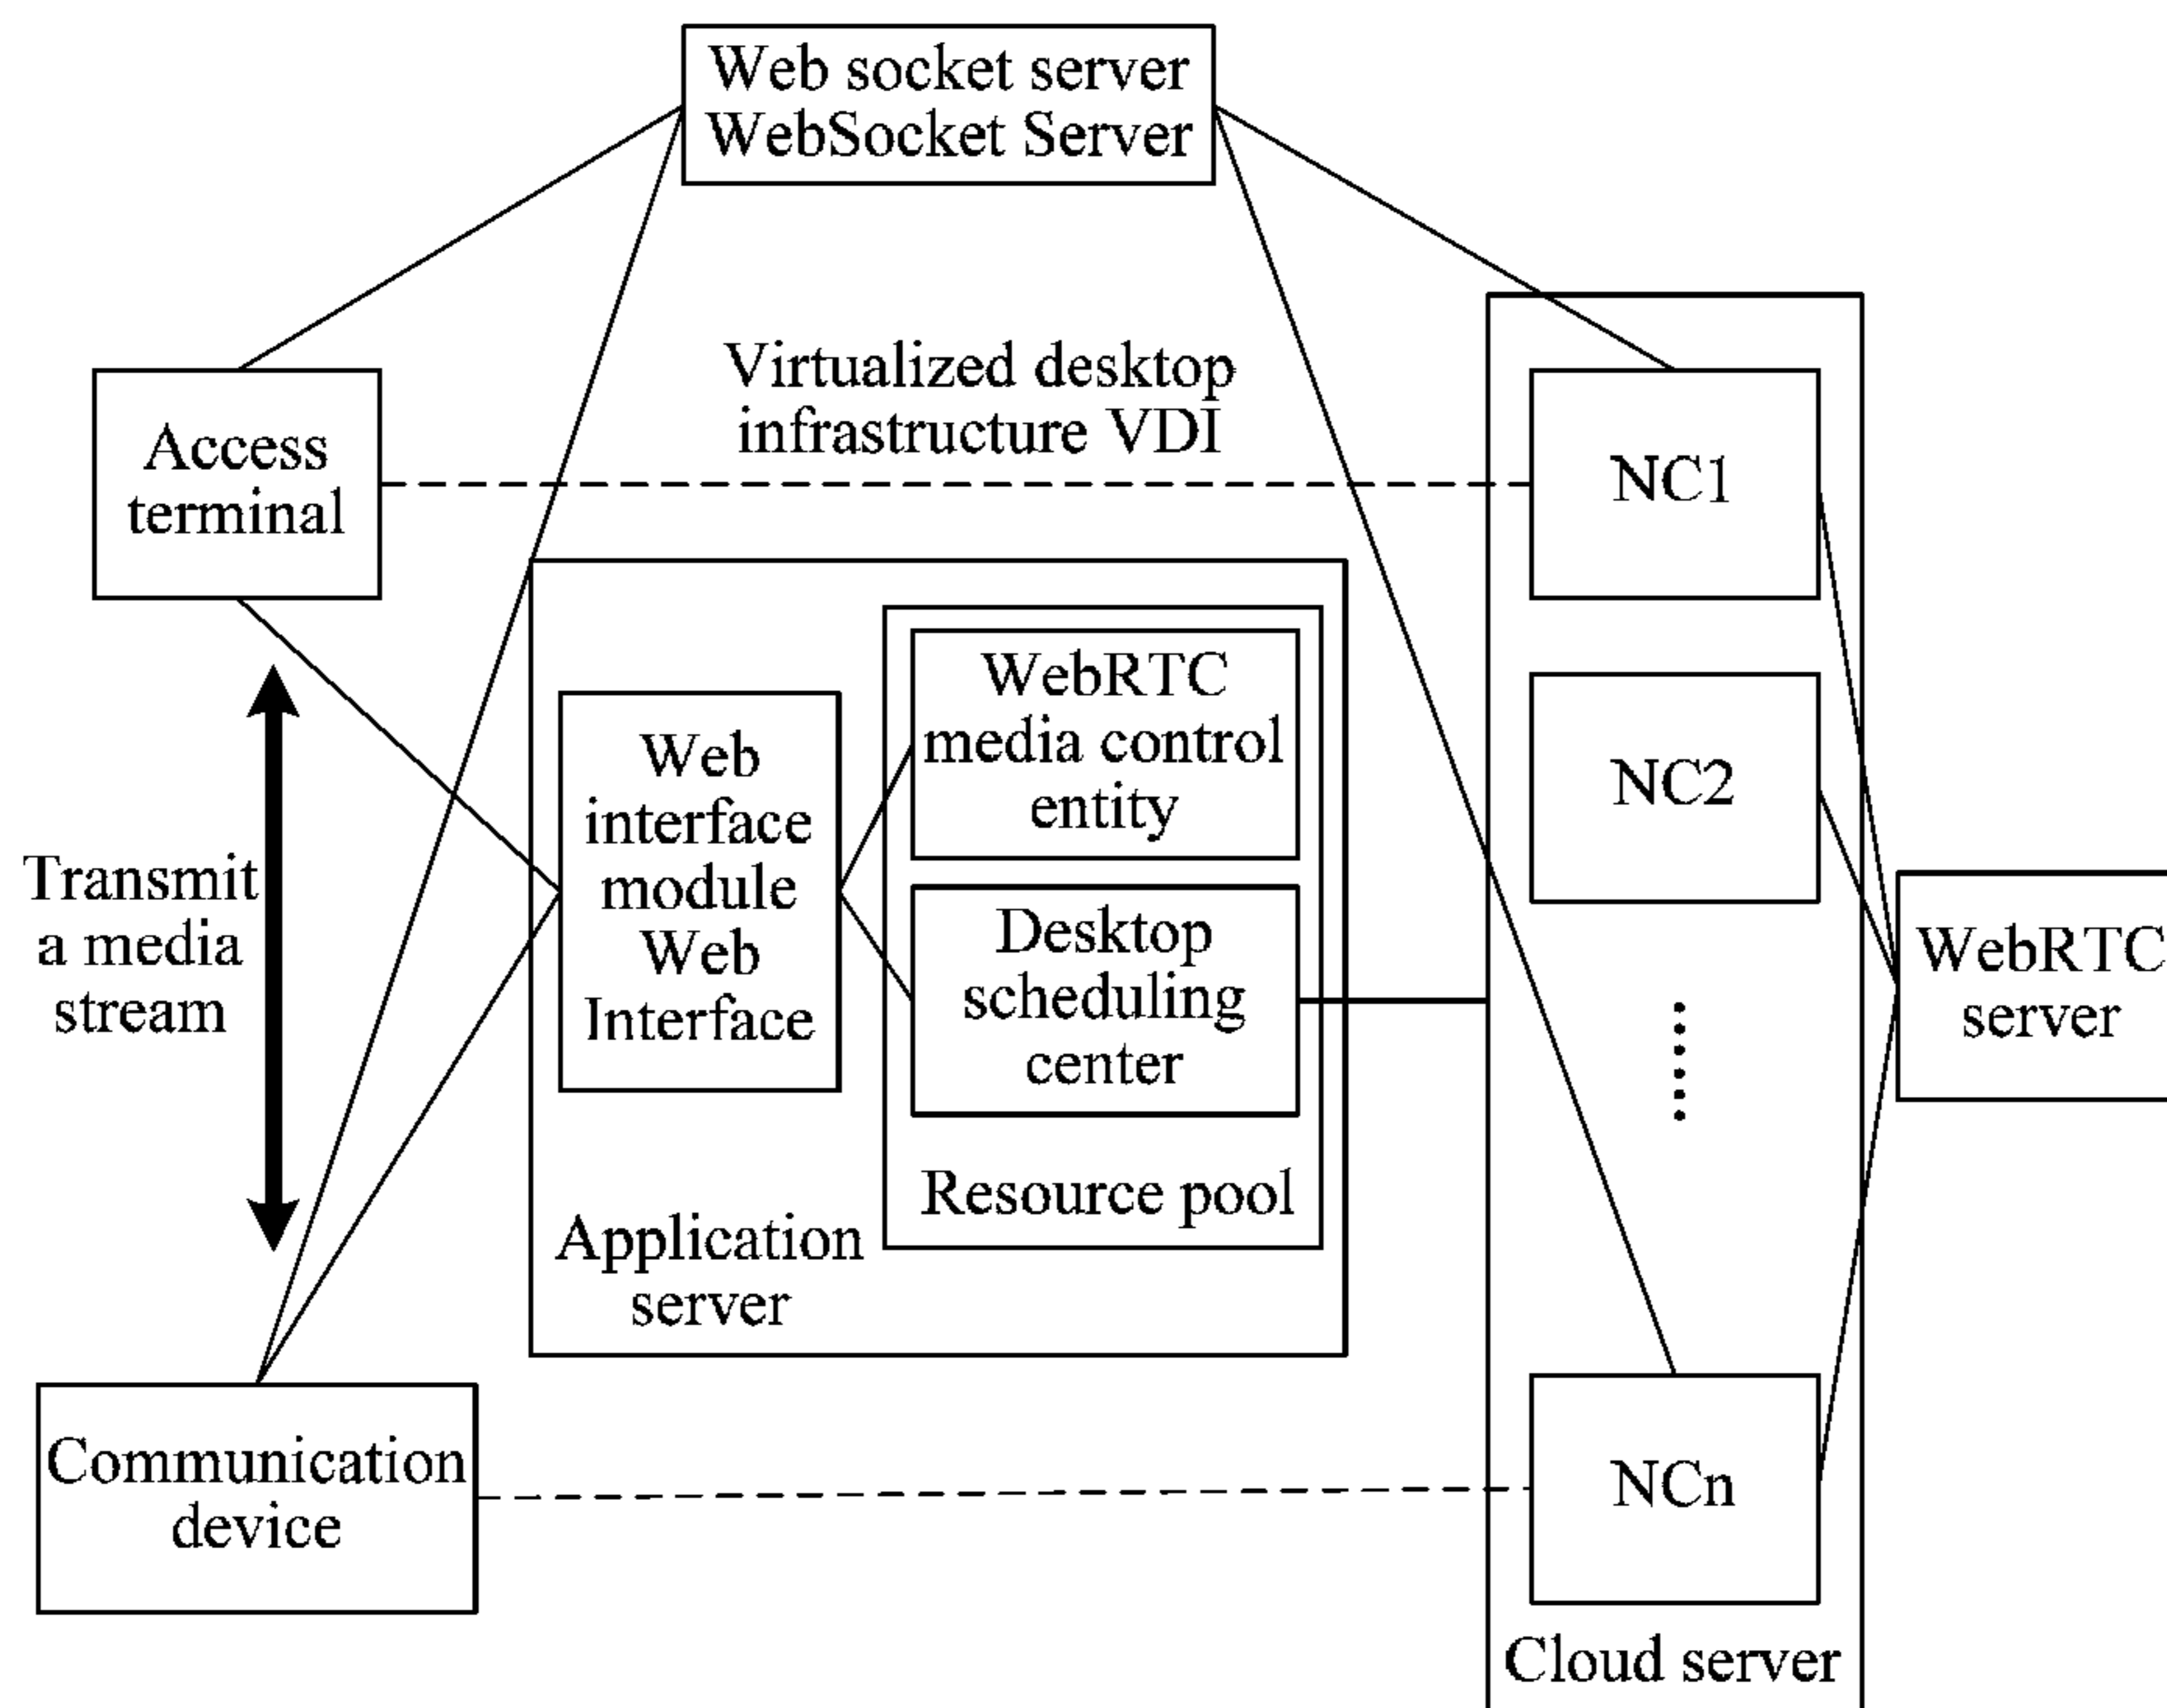 Web socket server
WebSocket Server
Virtualized desktop
infrastructure VDI
Access
terminal
NC1
WebRTC
media control
entity
Web
interface
module
Web
Interface
NC2
Transmit
a media
stream
Desktop
scheduling
center
WebRTC
server
Resource pool
Application
server
Communication
device
NCn
Cloud server